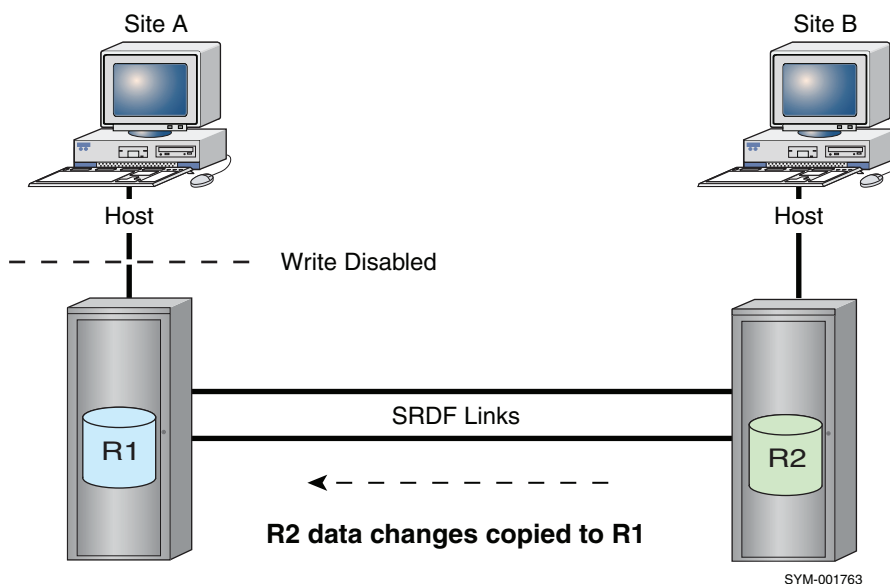 Site A
Site B
Host
Host
Write Disabled
SRDF Links
R1
R2
R2 data changes copied to R1
SYM-001763